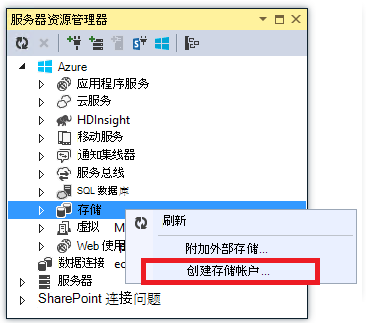 服务器资源管理器
Azure
应用程序服务
云服务
HDInsight
移动服务
通知集线器
服务总线
SQL 数据库
存储
刷新
虚拟 M
附加外部存储...
Web 使用
创建存储帐户...
数据连接 ec
服务器
SharePoint 连接问题